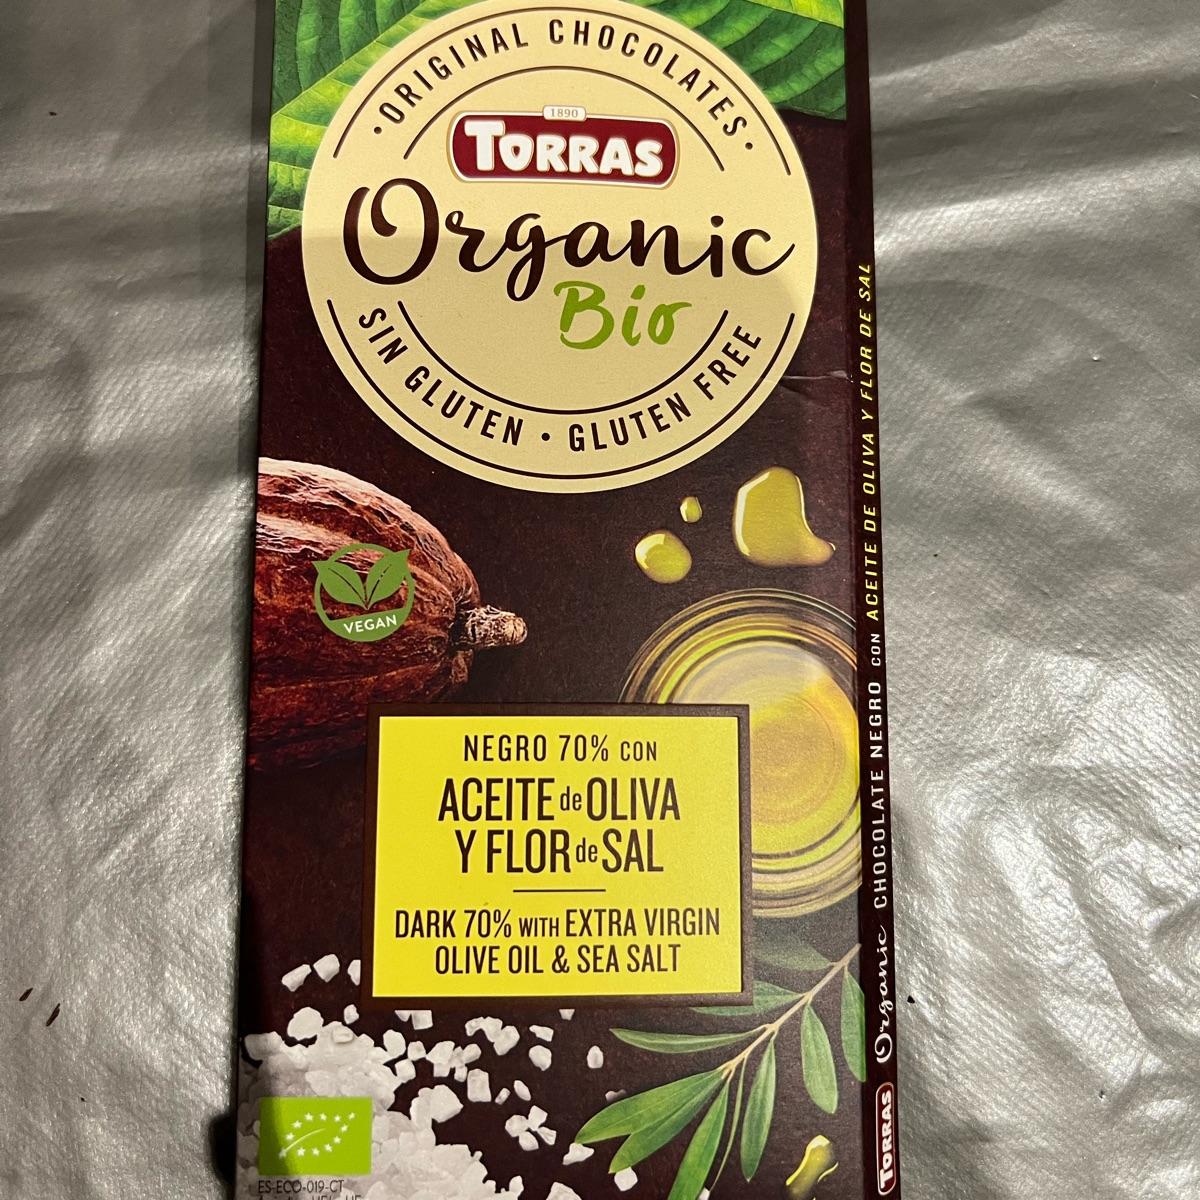 ·ORIGINAL CHOCOLATES·
1890
TORRAS
Organic
Bio
SIN GLUTEN · GLUTEN FREE
VEGAN
NEGRO 70% CON
ACEITE de OLIVA
Y FLOR de SAL
DARK 70% WITH EXTRA VIRGIN
OLIVE OIL & SEA SALT
ES-ECO-019-CT
TORRAS Organic CHOCOLATE NEGRO CON ACEITE DE OLIVA Y FLOR DE SAL